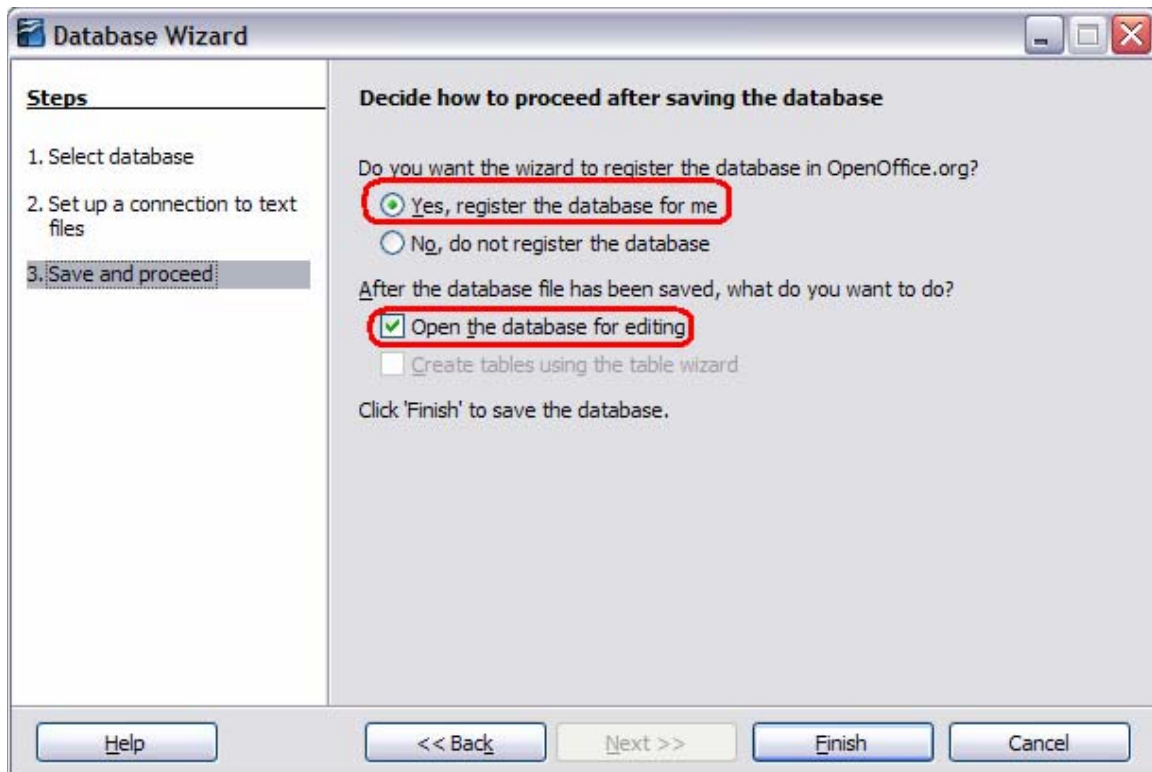 Database Wizard
Steps
1. Select database
2. Set up a connection to text
files
3. Save and proceed
Decide how to proceed after saving the database
Do you want the wizard to register the database in OpenOffice.org?
Yes, register the database for me
No, do not register the database
After the database file has been saved, what do you want to do?
Open the database for editing
Create tables using the table wizard
Click 'Finish' to save the database.
Help
<< Back
Next >>
Finish
Cancel